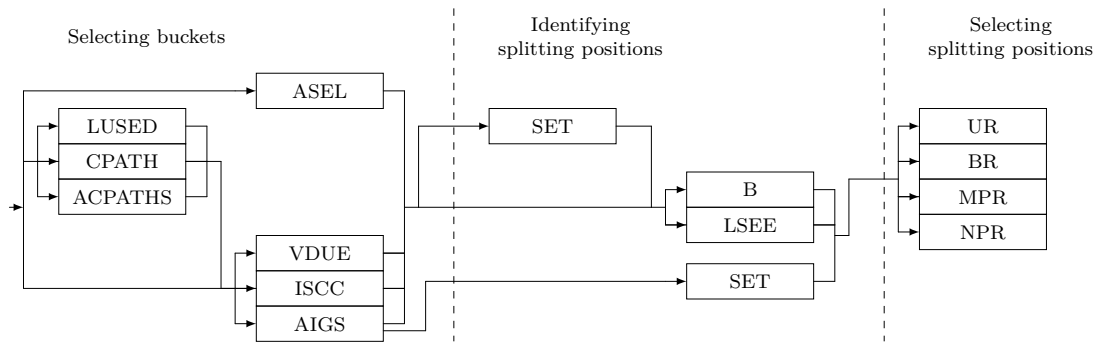 Selecting buckets
Identifying
splitting positions
Selecting
splitting positions
ASEL
LUSED
CPATH
ACPATHS
VDUE
ISCC
AIGS
SET
B
LSEE
SET
UR
BR
MPR
NPR